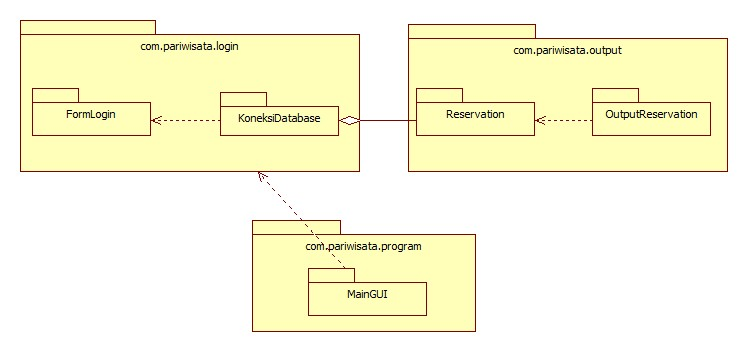 com.pariwisata.login
com.pariwisata.output
FormLogin
KoneksiDatabase
Reservation
OutputReservation
com.pariwisata.program
MainGUI